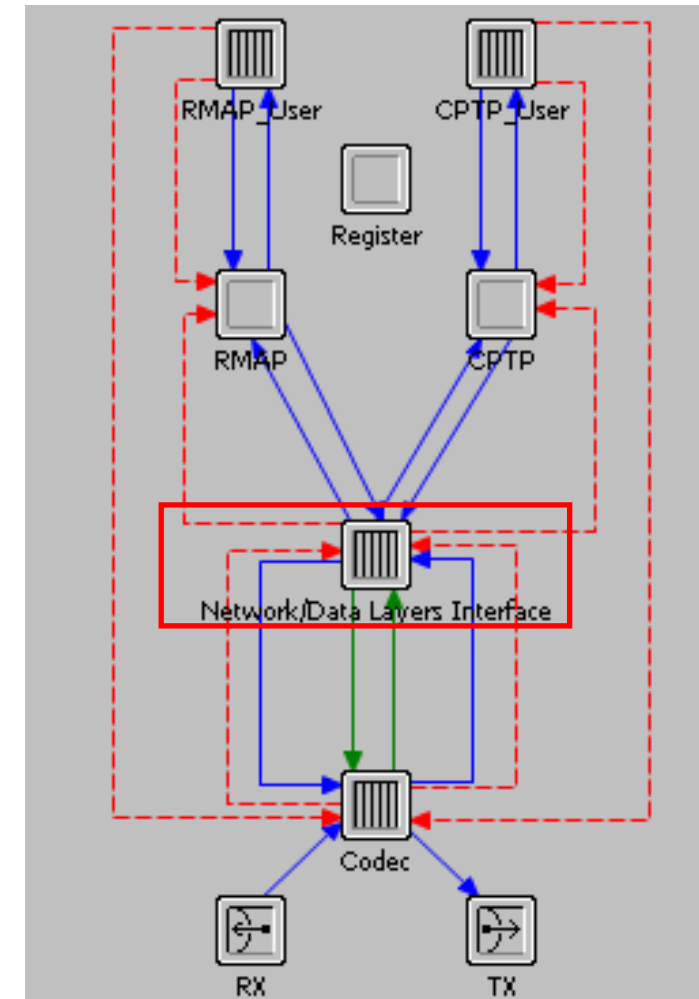 RMAP_User
CPTP_User
Register
RMAP
CPTP
Network/Data Layers Interface
Codec
RX
TX